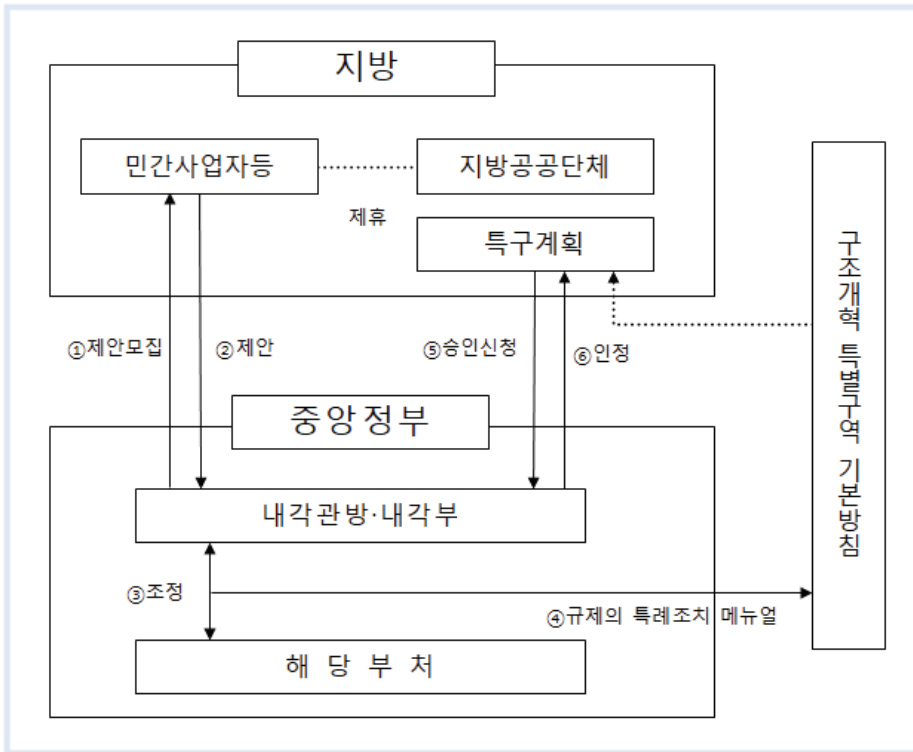 지방
민간사업자등
지방공공단체
제휴
특구계획
①제안모집
②제안
⑤승인신청
⑥인정
중앙정부
내각관방·내각부
③조정
④규제의 특례조치 메뉴얼
해 당 부 처
구조개혁 특별구역 기본방침